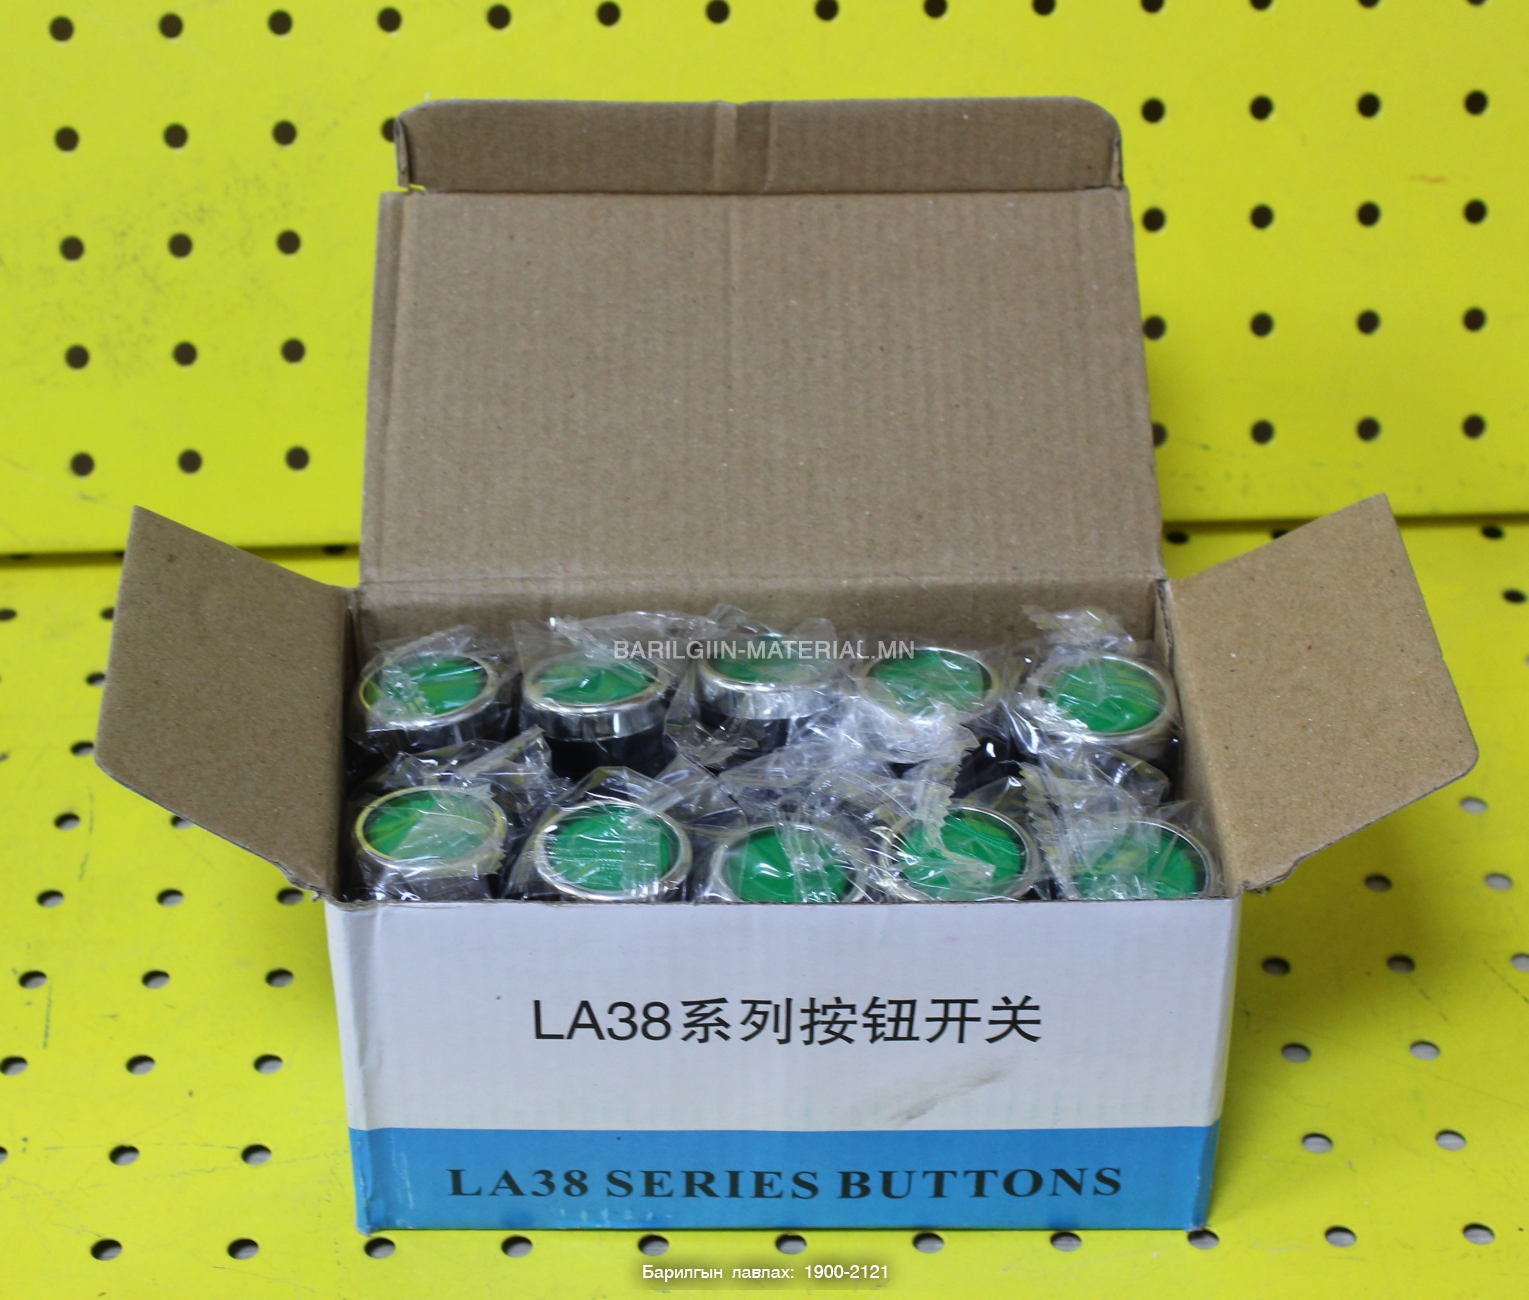 BARILGIIN-MATERIAL.MN
LA38系列按钮开关
LA38 SERIES BUTTONS
Барилгын лавлах: 1900-2121